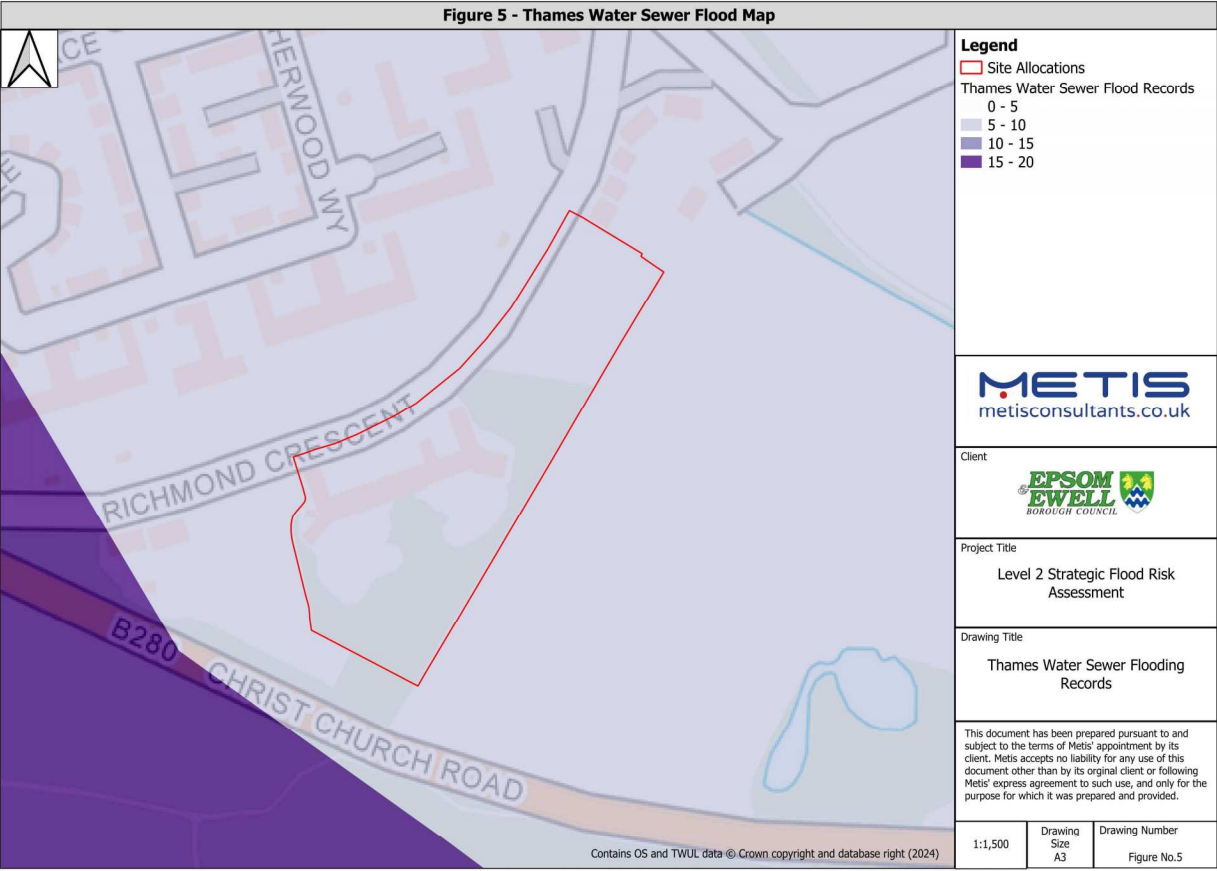 Figure 5 - Thames Water Sewer Flood Map
CE
HERWOOD WY
RICHMOND CRESCENT
B280
CHRIST CHURCH ROAD
Contains OS and TWUL data © Crown copyright and database right (2024)
Legend
Site Allocations
Thames Water Sewer Flood Records
0 - 5
5 - 10
10 - 15
15 - 20
METIS
metisconsultants.co.uk
Client
EPSOM
& EWELL
BOROUGH COUNCIL
Project Title
Level 2 Strategic Flood Risk
Assessment
Drawing Title
Thames Water Sewer Flooding
Records
This document has been prepared pursuant to and
subject to the terms of Metis' appointment by its
client. Metis accepts no liability for any use of this
document other than by its orginal client or following
Metis' express agreement to such use, and only for the
purpose for which it was prepared and provided.
1:1,500
Drawing
Size
A3
Drawing Number
Figure No.5